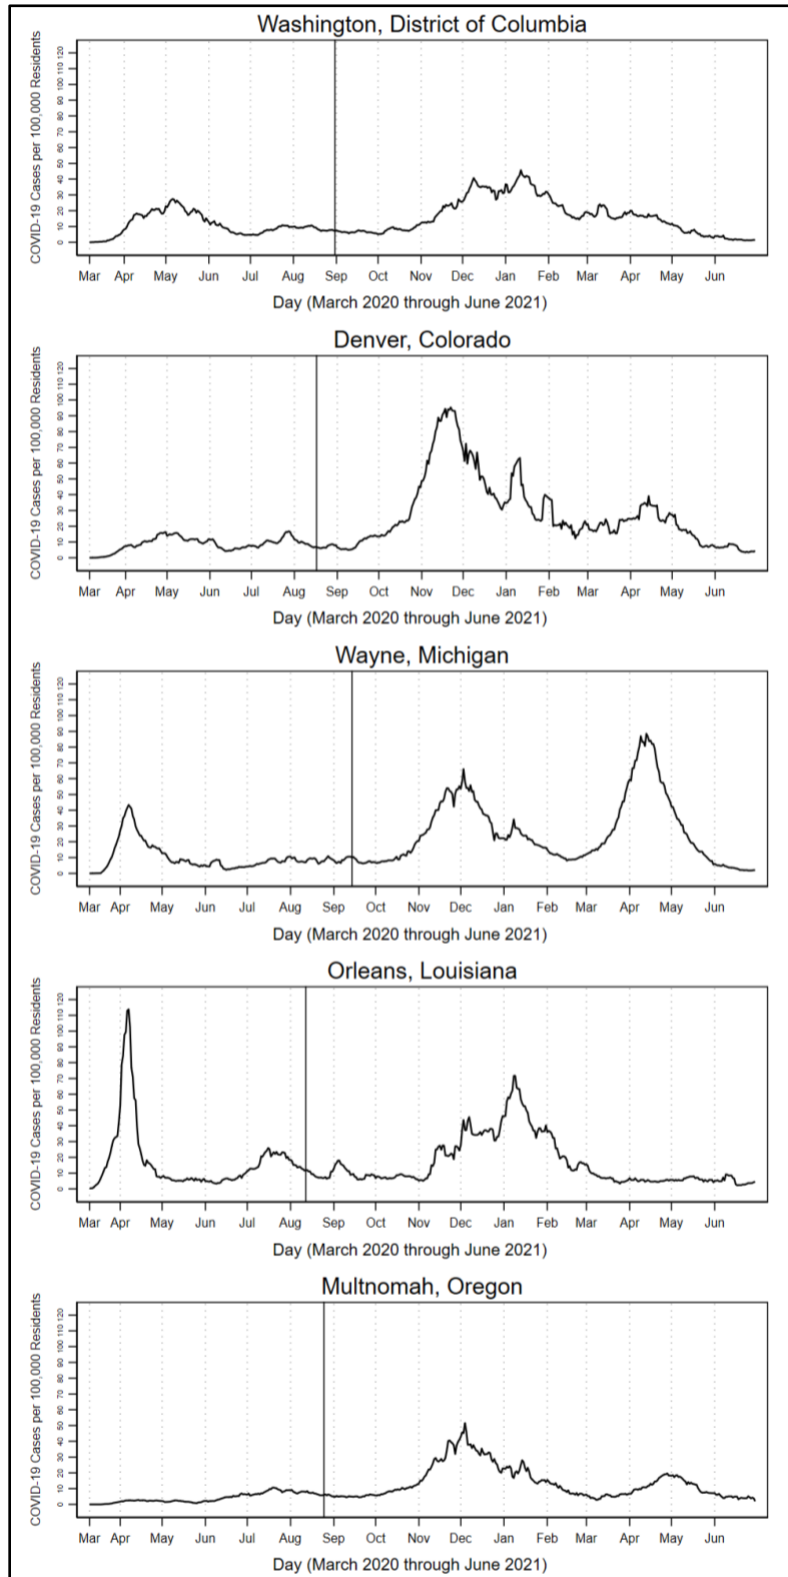 Washington, District of Columbia
COVID-19 Cases per 100,000 Residents
0 10 20 30 40 50 60 70 80 90 100 110 120
Mar Apr May Jun Jul Aug Sep Oct Nov Dec Jan Feb Mar Apr May Jun
Day (March 2020 through June 2021)
Denver, Colorado
COVID-19 Cases per 100,000 Residents
0 10 20 30 40 50 60 70 80 90 100 110 120
Mar Apr May Jun Jul Aug Sep Oct Nov Dec Jan Feb Mar Apr May Jun
Day (March 2020 through June 2021)
Wayne, Michigan
COVID-19 Cases per 100,000 Residents
0 10 20 30 40 50 60 70 80 90 100 110 120
Mar Apr May Jun Jul Aug Sep Oct Nov Dec Jan Feb Mar Apr May Jun
Day (March 2020 through June 2021)
Orleans, Louisiana
COVID-19 Cases per 100,000 Residents
0 10 20 30 40 50 60 70 80 90 100 110 120
Mar Apr May Jun Jul Aug Sep Oct Nov Dec Jan Feb Mar Apr May Jun
Day (March 2020 through June 2021)
Multnomah, Oregon
COVID-19 Cases per 100,000 Residents
0 10 20 30 40 50 60 70 80 90 100 110 120
Mar Apr May Jun Jul Aug Sep Oct Nov Dec Jan Feb Mar Apr May Jun
Day (March 2020 through June 2021)